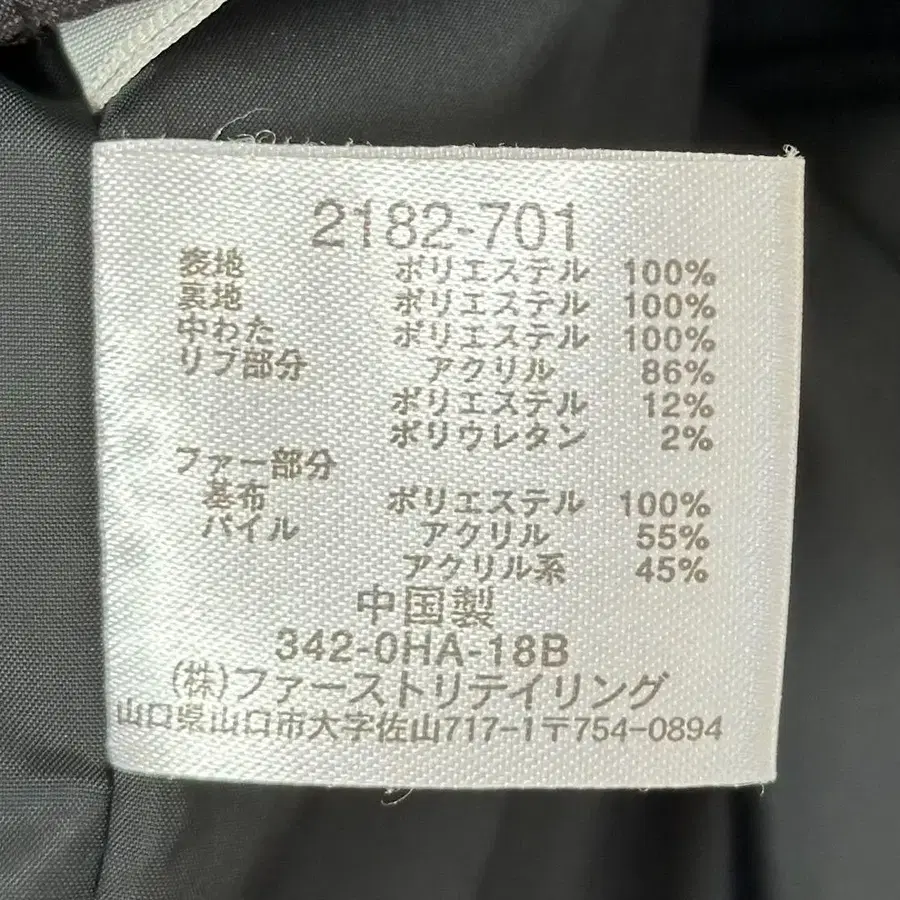 2182-701
表地 ポリエステル 100%
裏地 ポリエステル 100%
中わた ポリエステル 100%
リブ部分 アクリル 86%
ポリエステル 12%
ポリウレタン 2%
ファー部分
基布 ポリエステル 100%
パイル アクリル 55%
アクリル系 45%
中国製
342-0HA-18B
(株)ファーストリテイリング
山口県山口市大字佐山717-1〒754-0894